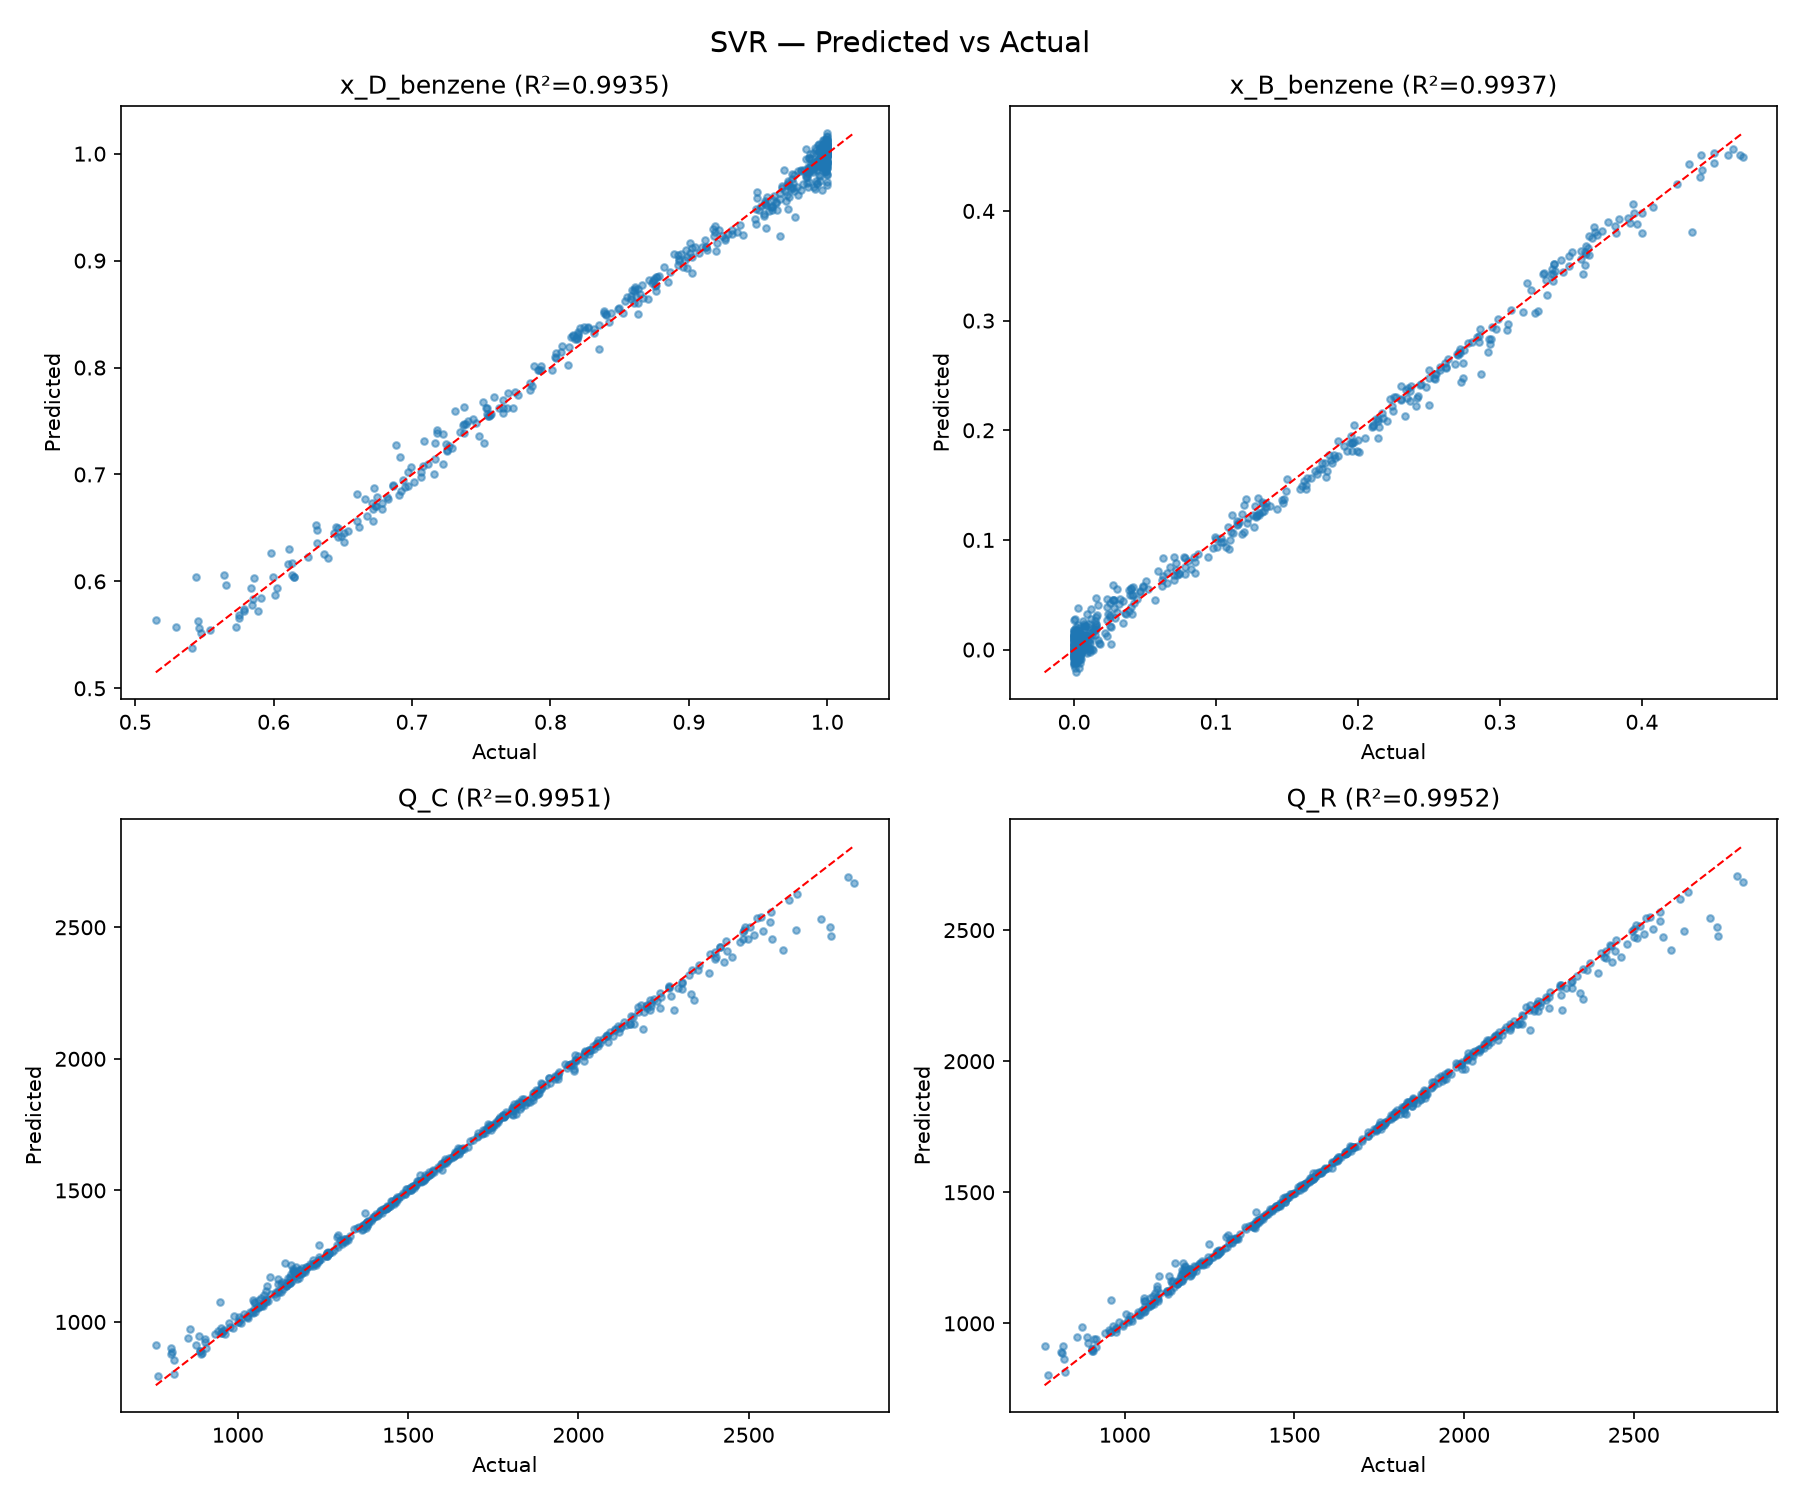 SVR — Predicted vs Actual
x_D_benzene (R²=0.9935)
Predicted
1.0
0.9
0.8
0.7
0.6
0.5
0.5 0.6 0.7 0.8 0.9 1.0
Actual
x_B_benzene (R²=0.9937)
Predicted
0.4
0.3
0.2
0.1
0.0
0.0 0.1 0.2 0.3 0.4
Actual
Q_C (R²=0.9951)
Predicted
2500
2000
1500
1000
1000 1500 2000 2500
Actual
Q_R (R²=0.9952)
Predicted
2500
2000
1500
1000
1000 1500 2000 2500
Actual